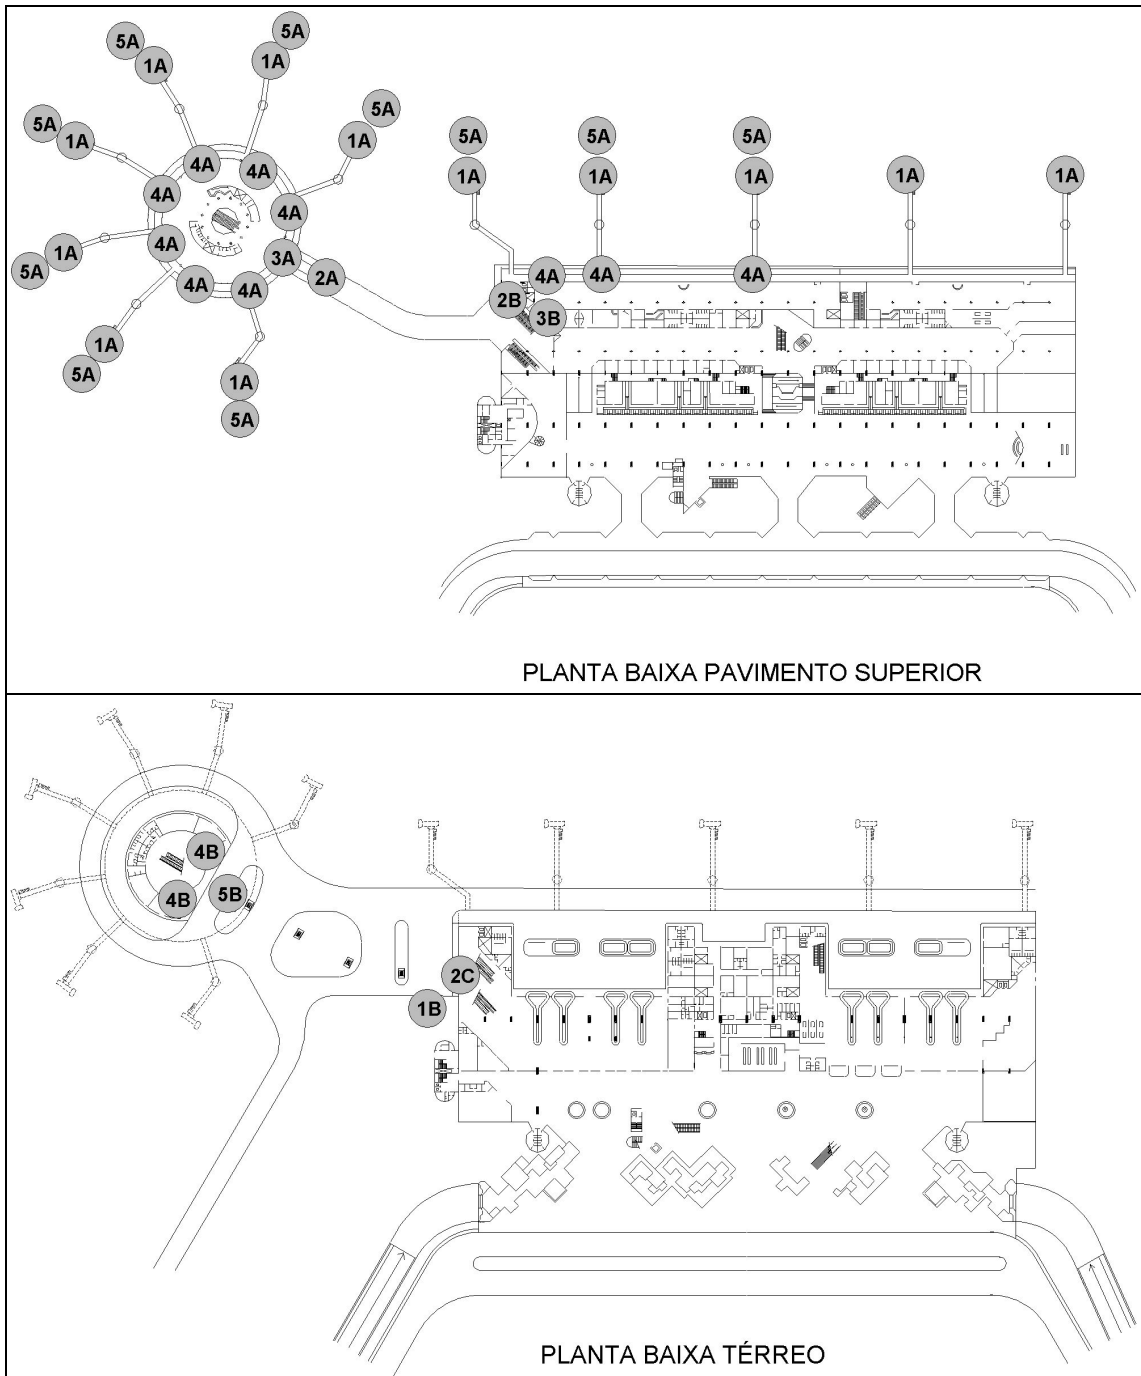 5A 5A
1A 1A
5A 5A 5A 5A 5A
1A 1A
4A 4A 1A 1A 1A 1A 1A
4A 4A
1A 4A
5A 3A 2A 4A 4A 4A
4A 4A 2B 3B
1A
5A 1A
5A
PLANTA BAIXA PAVIMENTO SUPERIOR
4B
4B 5B
2C
1B
PLANTA BAIXA TÉRREO